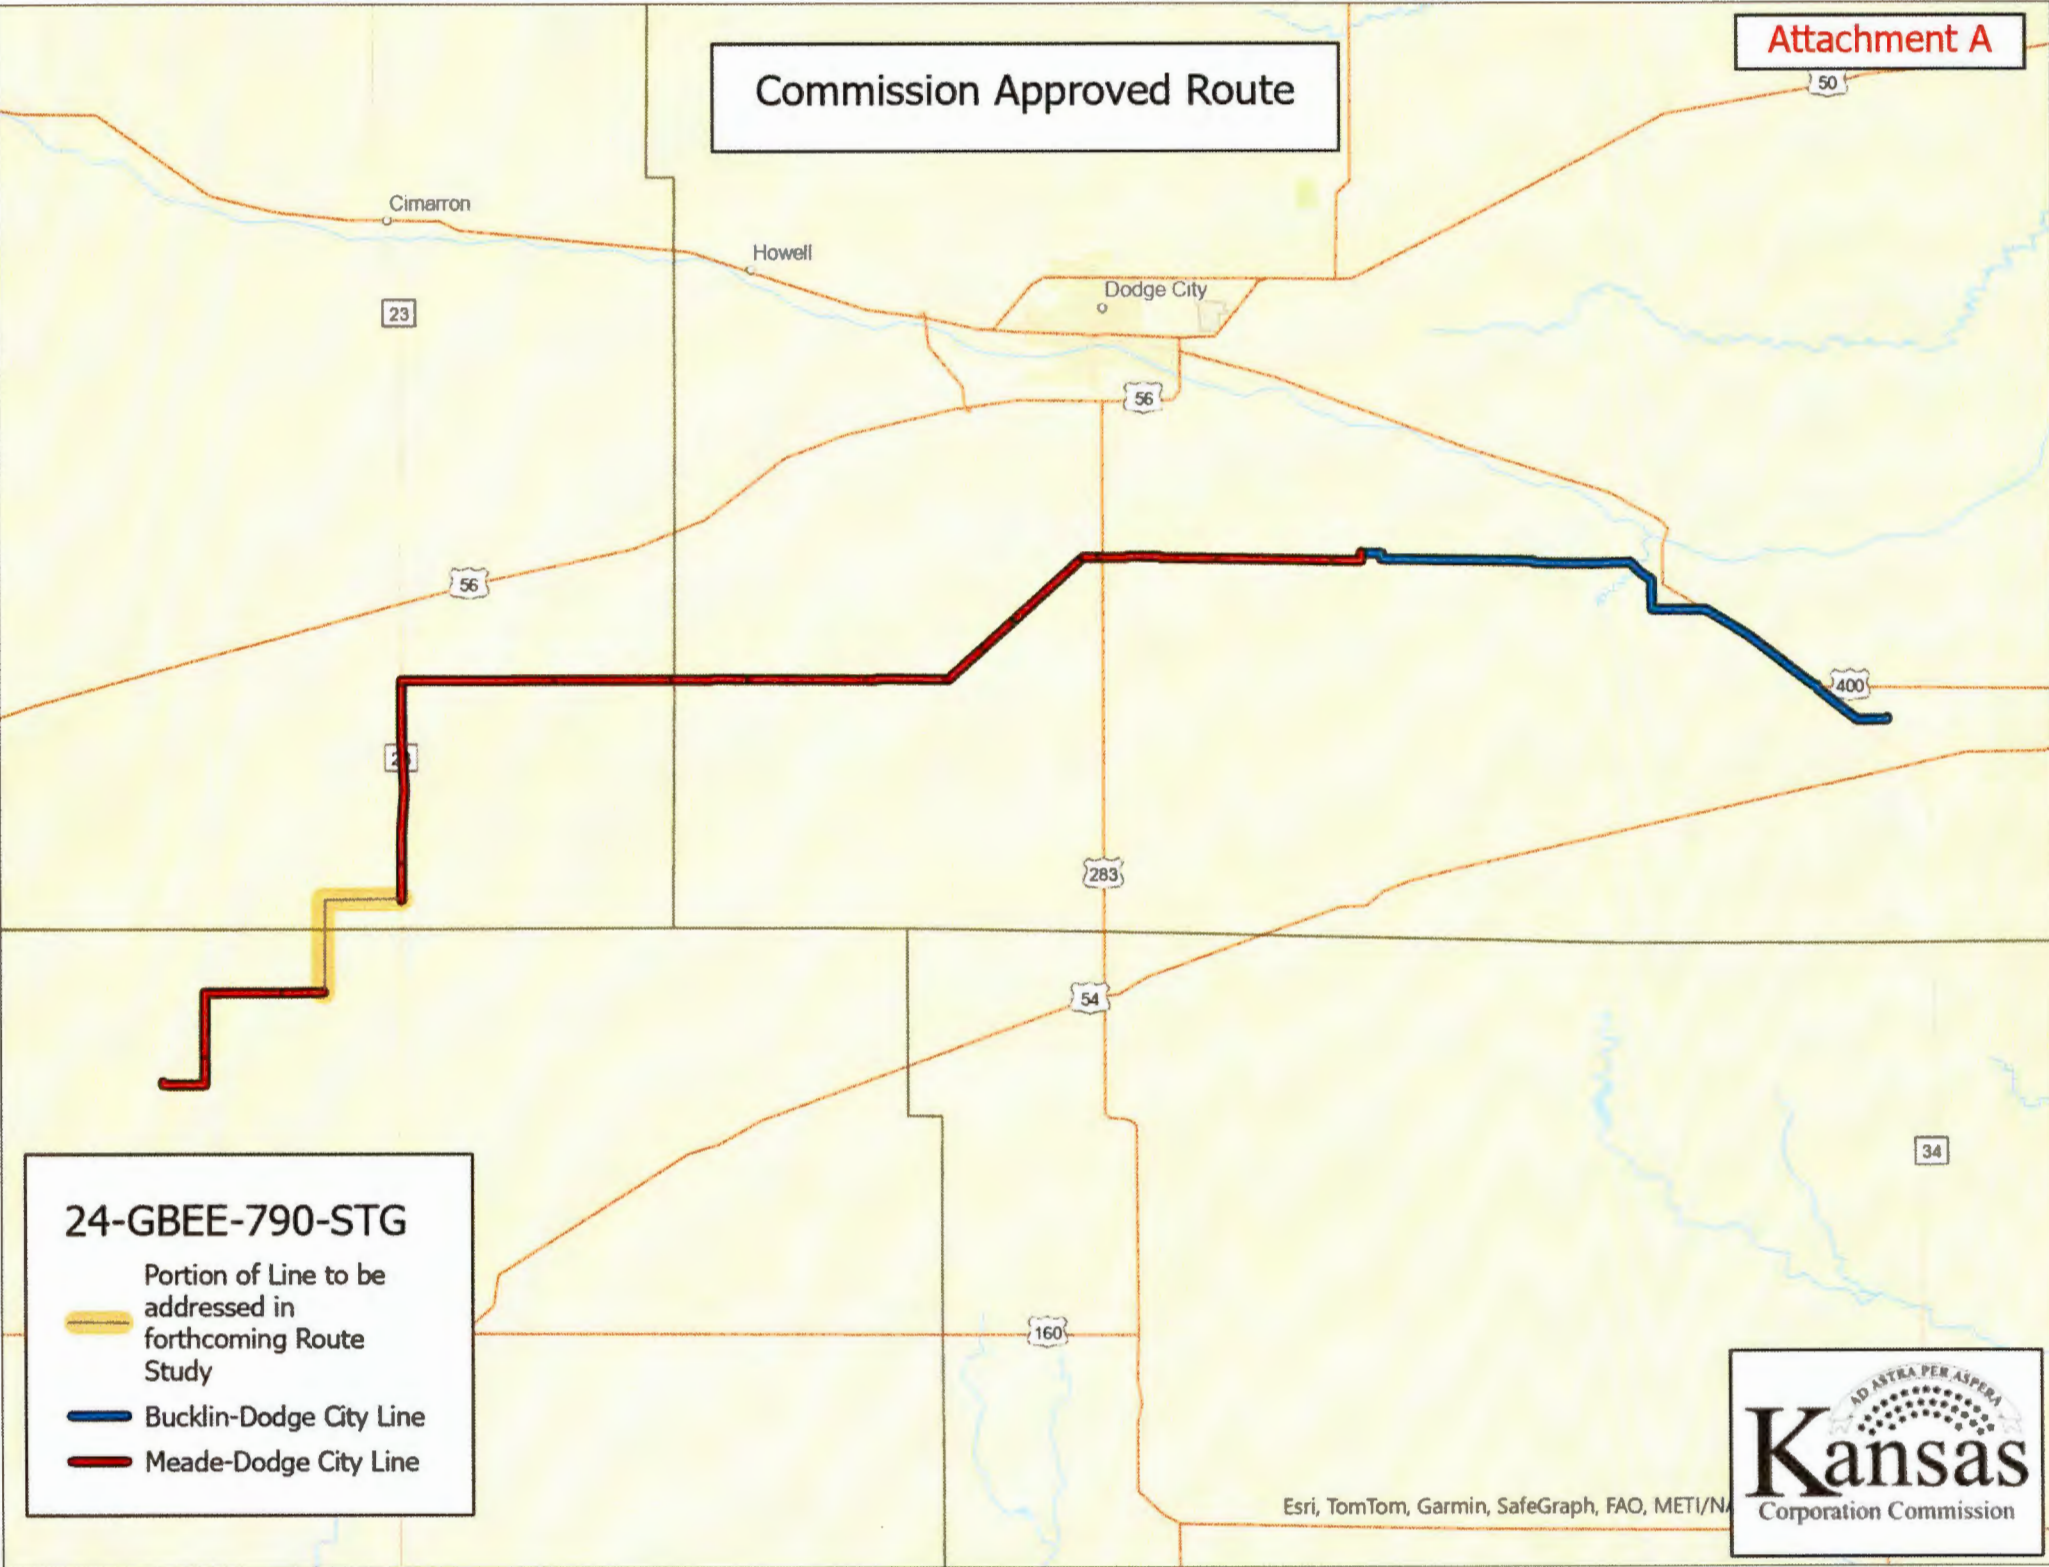 Attachment A
Commission Approved Route
50
Cimarron
Howell
Dodge City
23
56
56
400
283
54
34
160
24-GBEE-790-STG
Portion of Line to be
addressed in
forthcoming Route
Study
Bucklin-Dodge City Line
Meade-Dodge City Line
Esri, TomTom, Garmin, SafeGraph, FAO, METI/NA
AD ASTRA PER ASPERA
Kansas
Corporation Commission